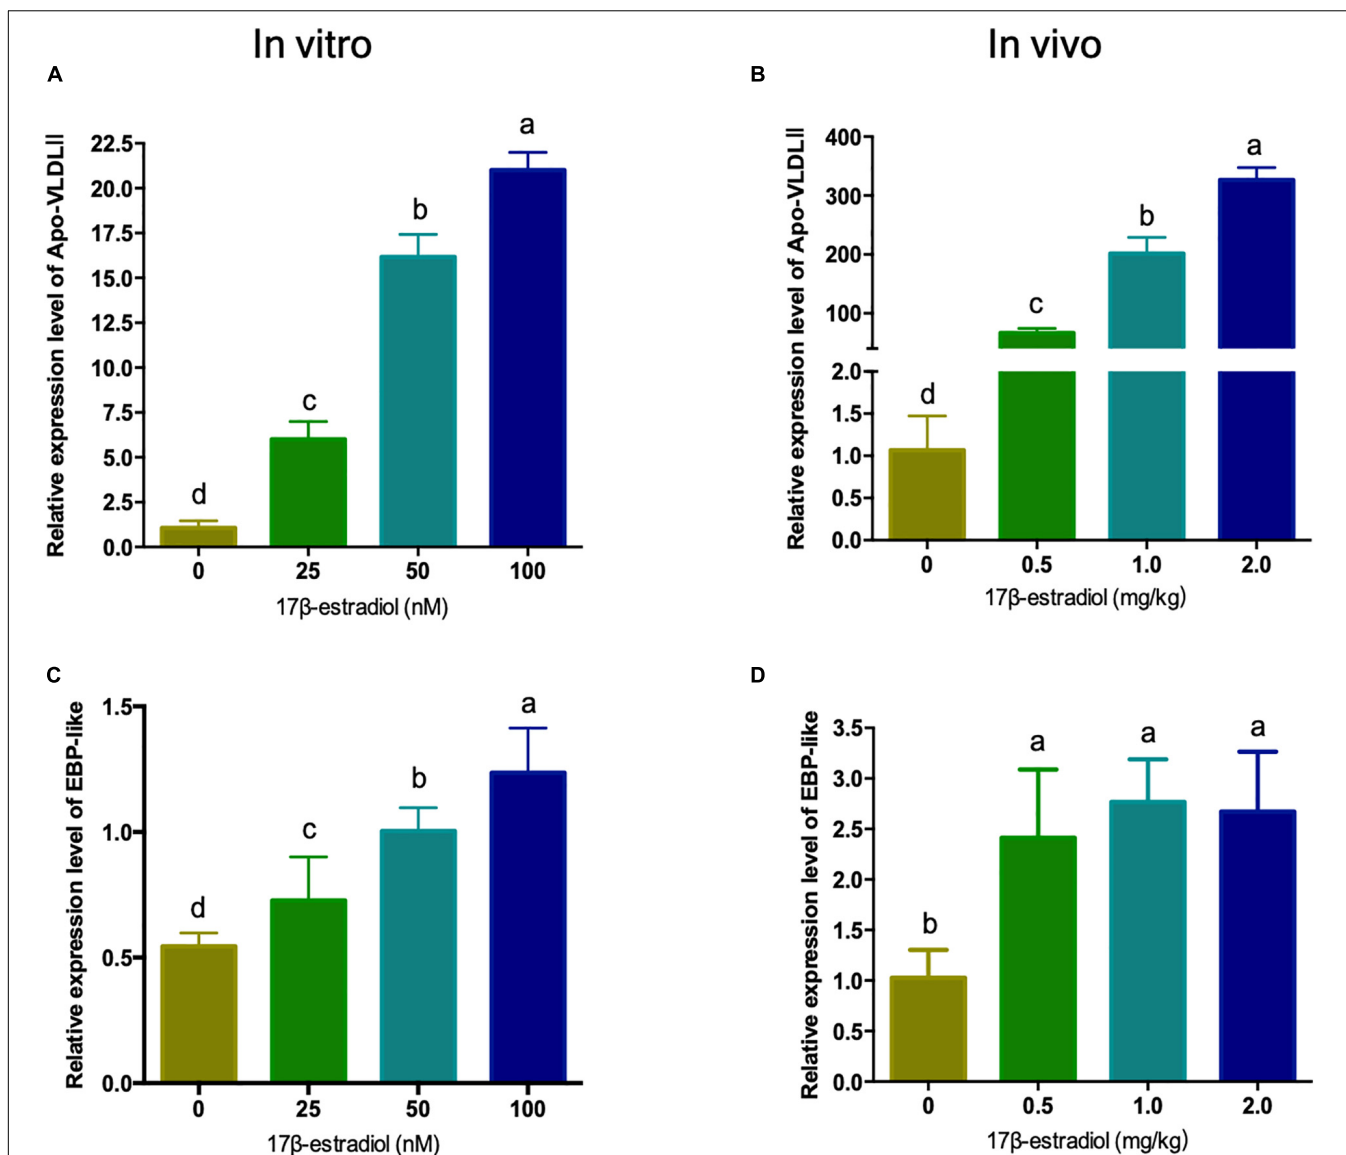 In vitro
In vivo
A
Relative expression level of Apo-VLDLII
22.5
20.0
17.5
15.0
12.5
10.0
7.5
5.0
2.5
0.0
d
c
b
a
0
25
50
100
17β-estradiol (nM)
B
Relative expression level of Apo-VLDLII
400
300
200
100
2.0
1.5
1.0
0.5
0.0
d
c
b
a
0
0.5
1.0
2.0
17β-estradiol (mg/kg)
C
Relative expression level of EBP-like
1.5
1.0
0.5
0.0
d
c
b
a
0
25
50
100
17β-estradiol (nM)
D
Relative expression level of EBP-like
3.5
3.0
2.5
2.0
1.5
1.0
0.5
0.0
b
a
a
a
0
0.5
1.0
2.0
17β-estradiol (mg/kg)